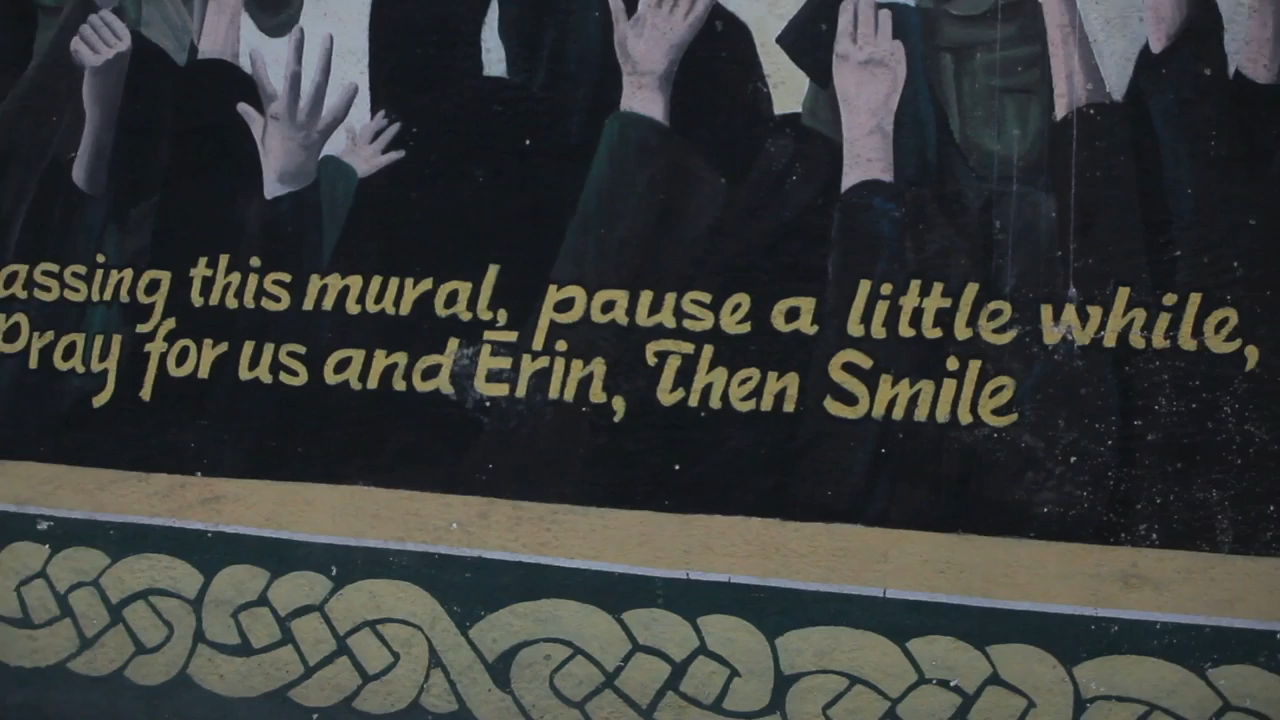 assing this mural, pause a little while,
Pray for us and Erin, Then Smile